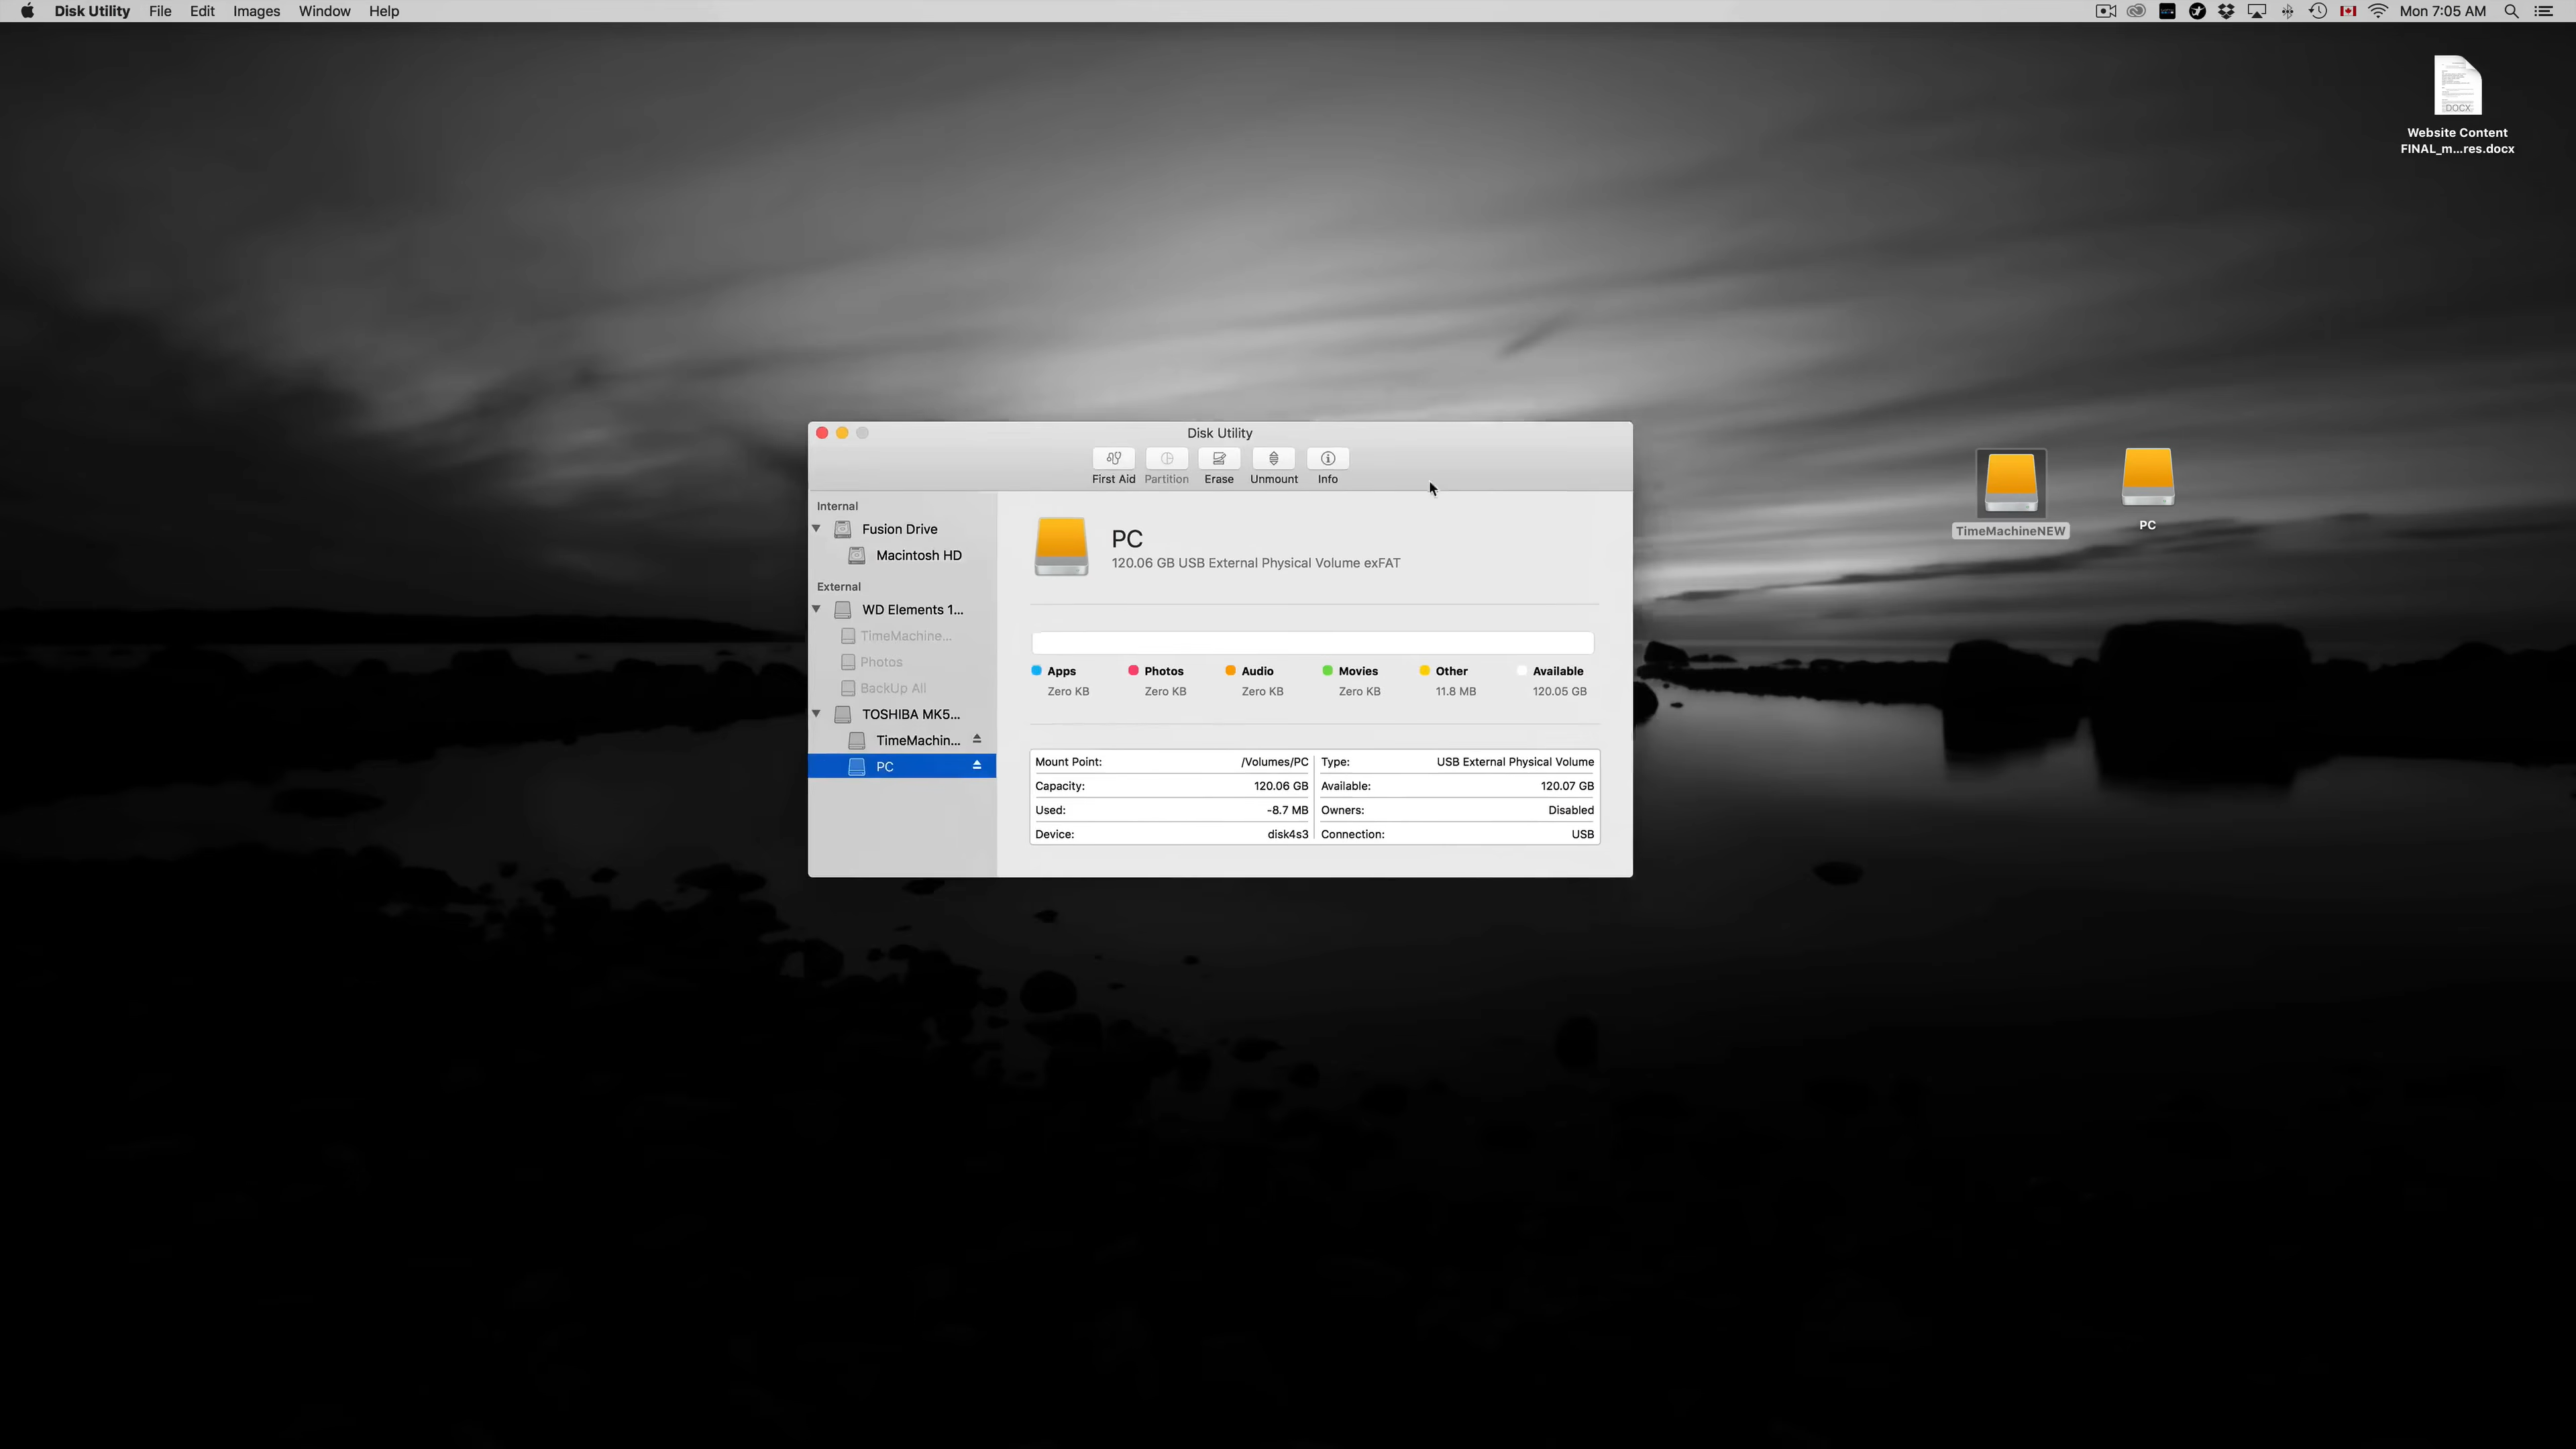 Disk Utility File Edit Images Window Help Mon 7:05 AM
DOCX
Website Content
FINAL_m...res.docx
Disk Utility
First Aid Partition Erase Unmount Info
Internal
Fusion Drive
Macintosh HD
External
WD Elements 1...
TimeMachine...
Photos
BackUp All
TOSHIBA MK5...
TimeMachin...
PC
PC
120.06 GB USB External Physical Volume exFAT
Apps Photos Audio Movies Other Available
Zero KB Zero KB Zero KB Zero KB 11.8 MB 120.05 GB
Mount Point: /Volumes/PC Type: USB External Physical Volume
Capacity: 120.06 GB Available: 120.07 GB
Used: -8.7 MB Owners: Disabled
Device: disk4s3 Connection: USB
TimeMachineNEW
PC